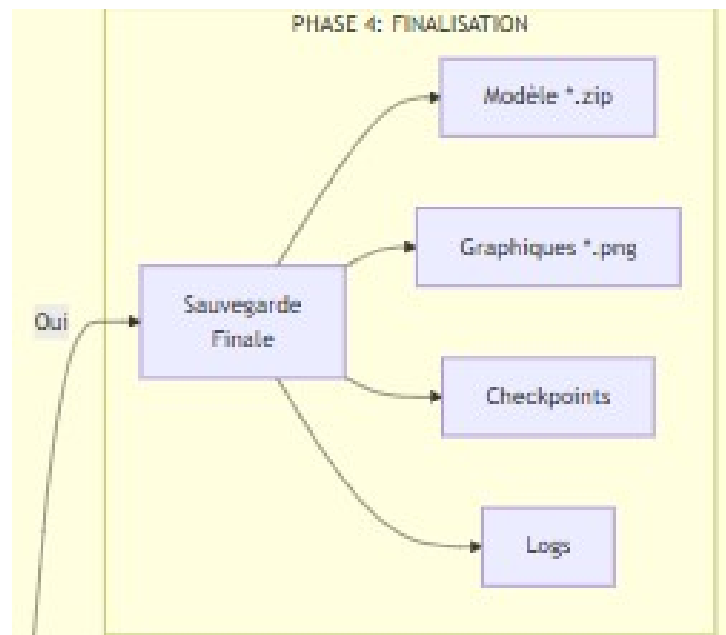 PHASE 4: FINALISATION
Modèle *.zip
Graphiques *.png
Oui
Sauvegarde
Finale
Checkpoints
Logs